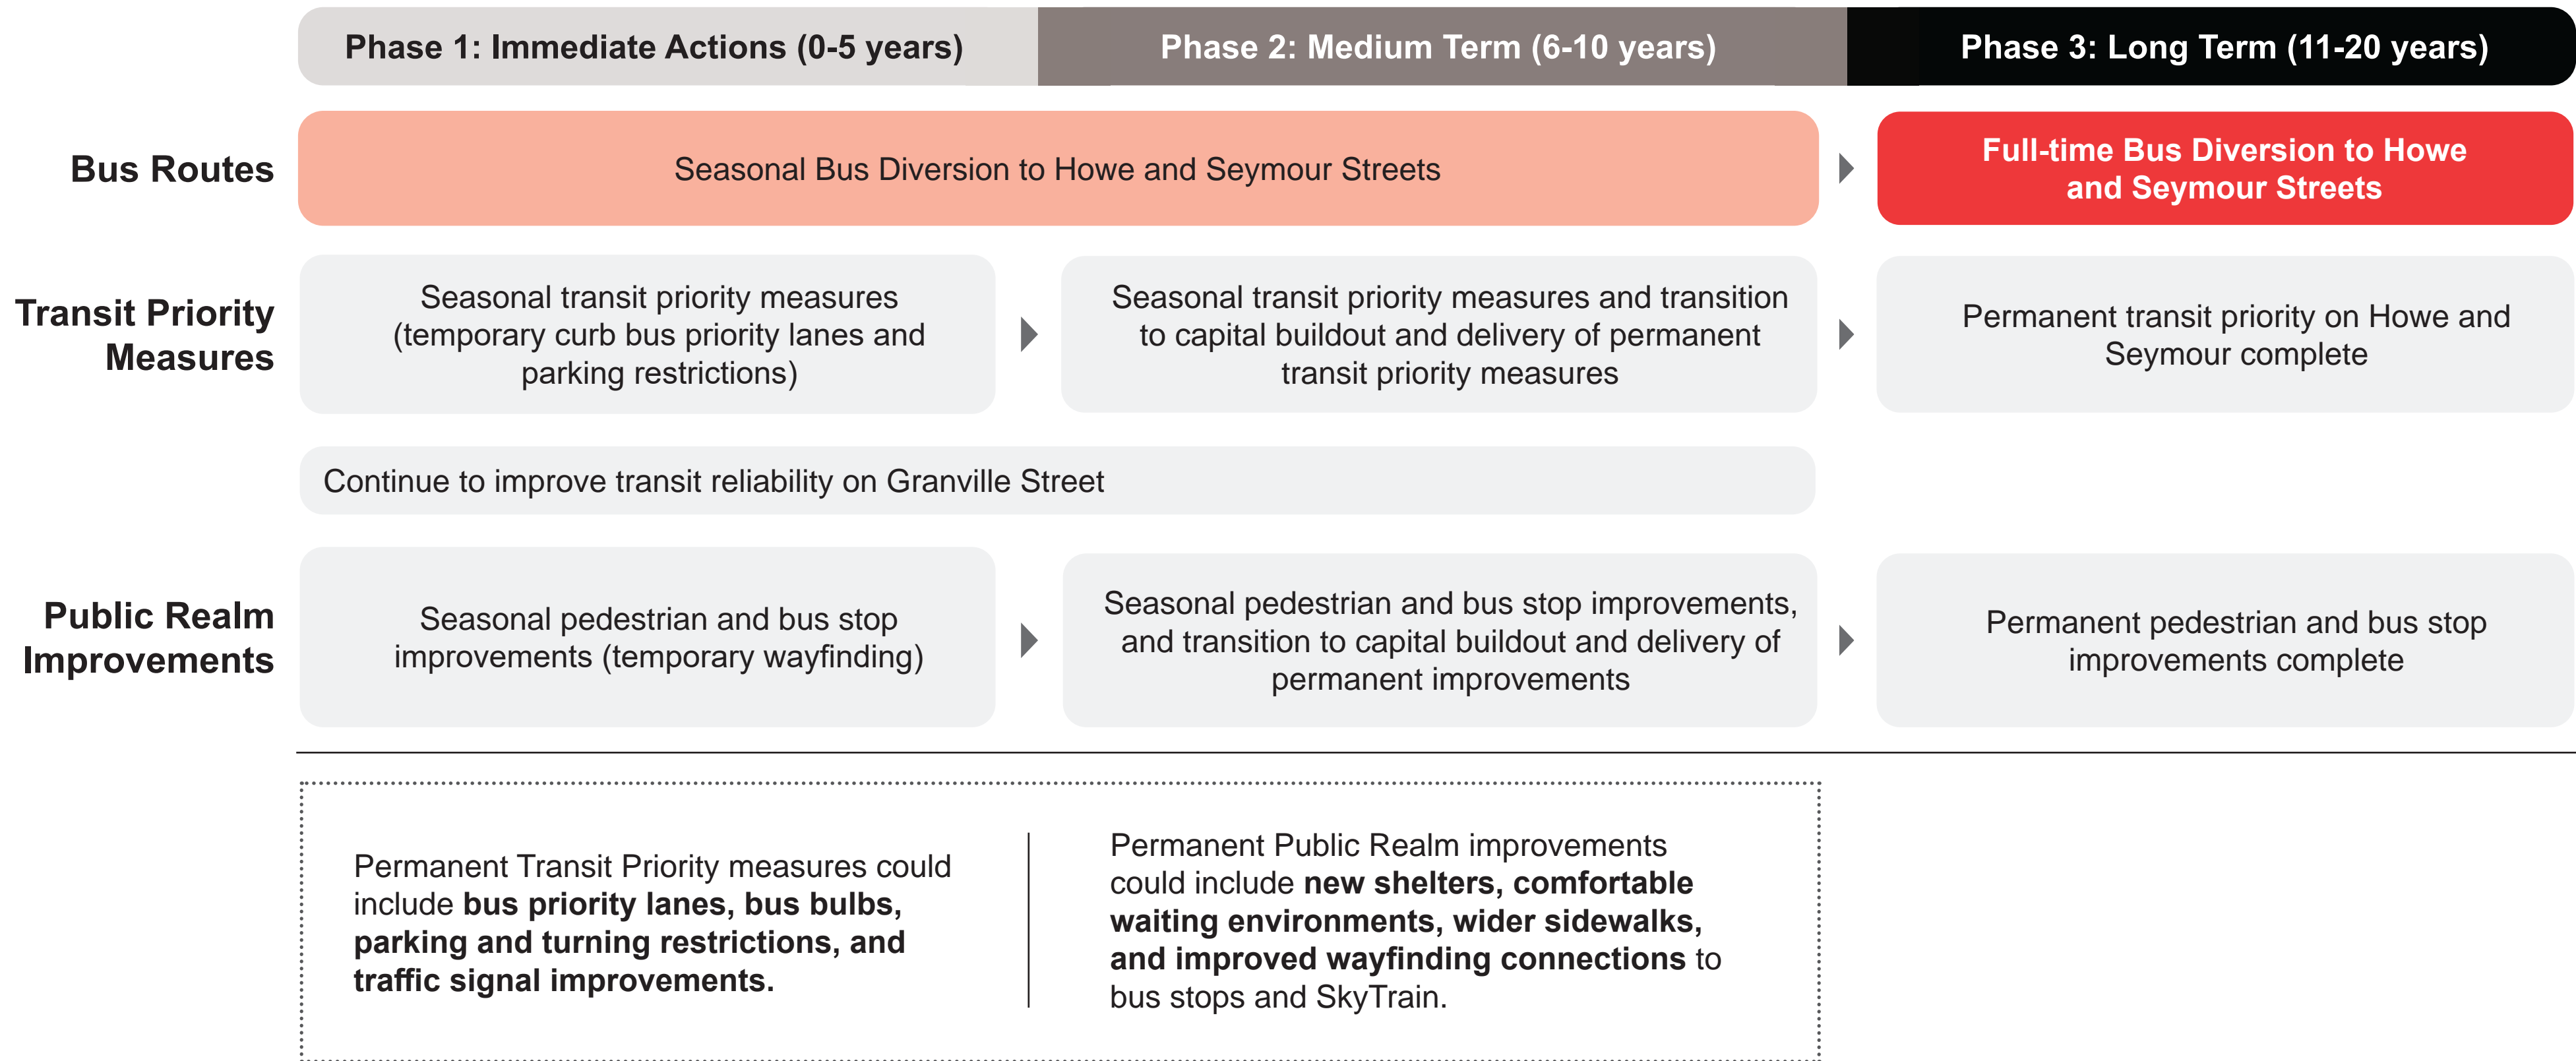 Phase 1: Immediate Actions (0-5 years)
Phase 2: Medium Term (6-10 years)
Phase 3: Long Term (11-20 years)
Bus Routes
Seasonal Bus Diversion to Howe and Seymour Streets
Full-time Bus Diversion to Howe
and Seymour Streets
Transit Priority
Measures
Seasonal transit priority measures
(temporary curb bus priority lanes and
parking restrictions)
Seasonal transit priority measures and transition
to capital buildout and delivery of permanent
transit priority measures
Permanent transit priority on Howe and
Seymour complete
Continue to improve transit reliability on Granville Street
Public Realm
Improvements
Seasonal pedestrian and bus stop
improvements (temporary wayfinding)
Seasonal pedestrian and bus stop improvements,
and transition to capital buildout and delivery of
permanent improvements
Permanent pedestrian and bus stop
improvements complete
Permanent Transit Priority measures could
include bus priority lanes, bus bulbs,
parking and turning restrictions, and
traffic signal improvements.
Permanent Public Realm improvements
could include new shelters, comfortable
waiting environments, wider sidewalks,
and improved wayfinding connections to
bus stops and SkyTrain.